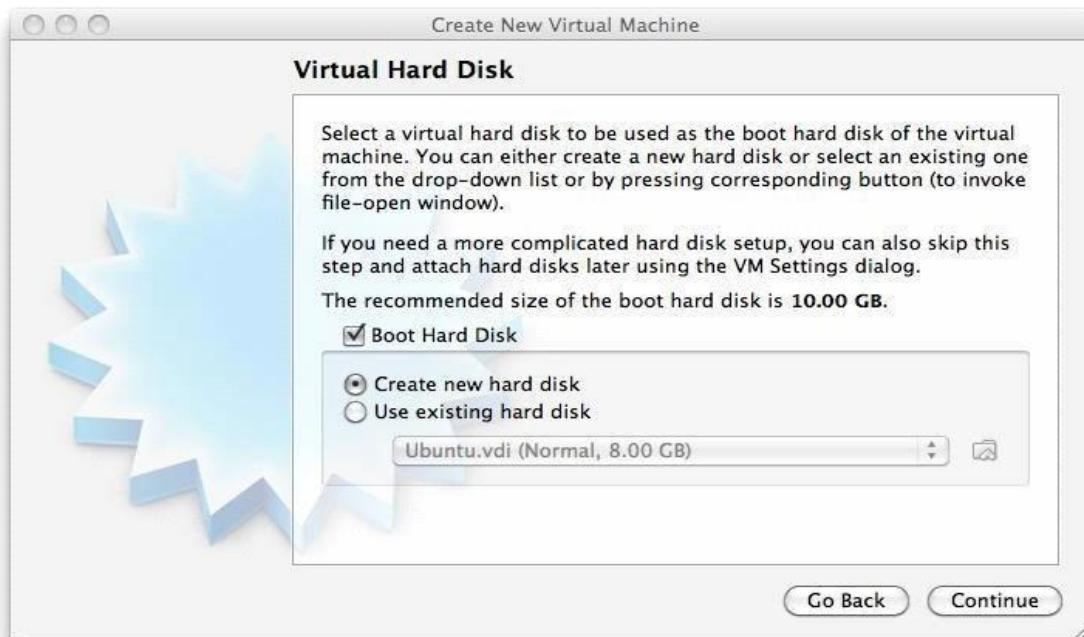 Create New Virtual Machine
Virtual Hard Disk
Select a virtual hard disk to be used as the boot hard disk of the virtual
machine. You can either create a new hard disk or select an existing one
from the drop-down list or by pressing corresponding button (to invoke
file-open window).
If you need a more complicated hard disk setup, you can also skip this
step and attach hard disks later using the VM Settings dialog.
The recommended size of the boot hard disk is 10.00 GB.
Boot Hard Disk
Create new hard disk
Use existing hard disk
Ubuntu.vdi (Normal, 8.00 GB)
Go Back
Continue